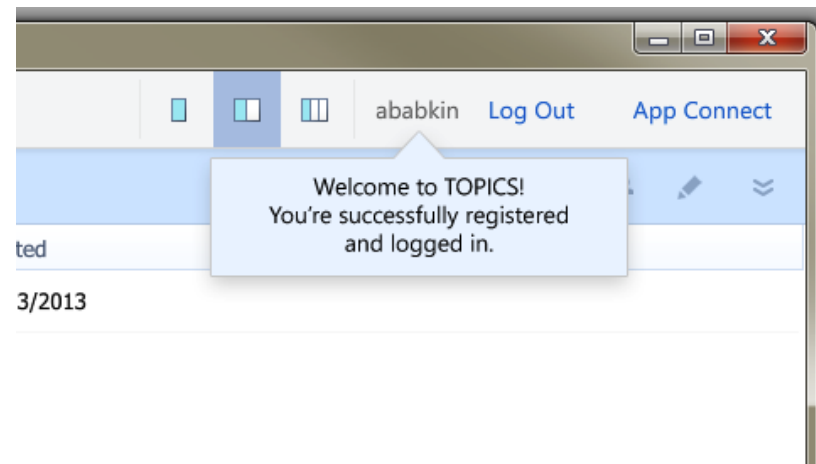 ababkin Log Out App Connect
Welcome to TOPICS!
You're successfully registered
and logged in.
ted
3/2013